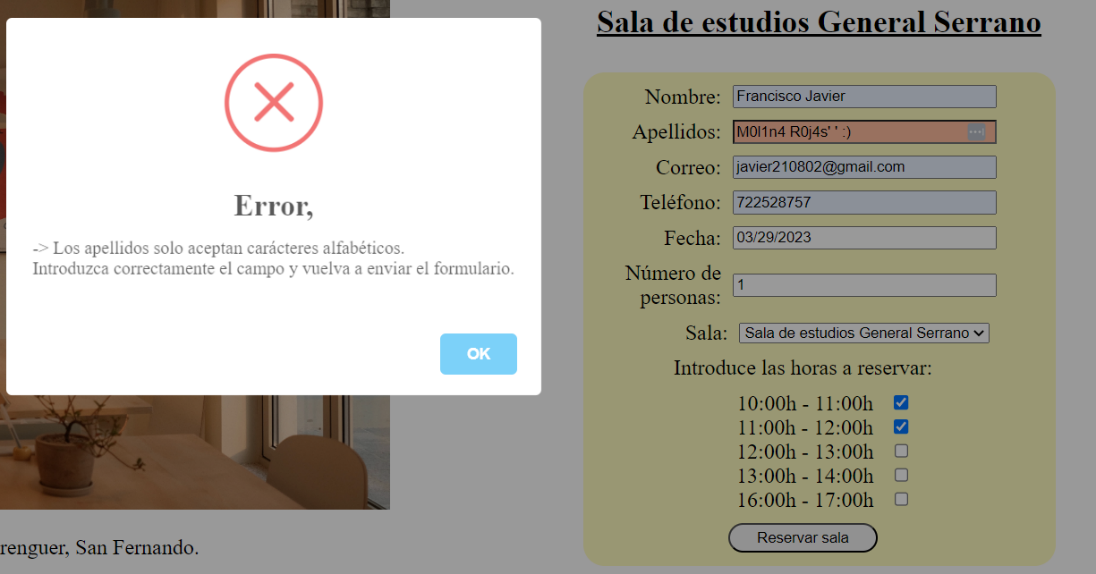 Error,
-> Los apellidos solo aceptan carácteres alfabéticos.
Introduzca correctamente el campo y vuelva a enviar el formulario.
OK
renguer, San Fernando.
Sala de estudios General Serrano
Nombre: Francisco Javier
Apellidos: M0l1n4 R0j4s' ' :)
Correo: javier210802@gmail.com
Teléfono: 722528757
Fecha: 03/29/2023
Número de
personas: 1
Sala: Sala de estudios General Serrano
Introduce las horas a reservar:
10:00h - 11:00h
11:00h - 12:00h
12:00h - 13:00h
13:00h - 14:00h
16:00h - 17:00h
Reservar sala